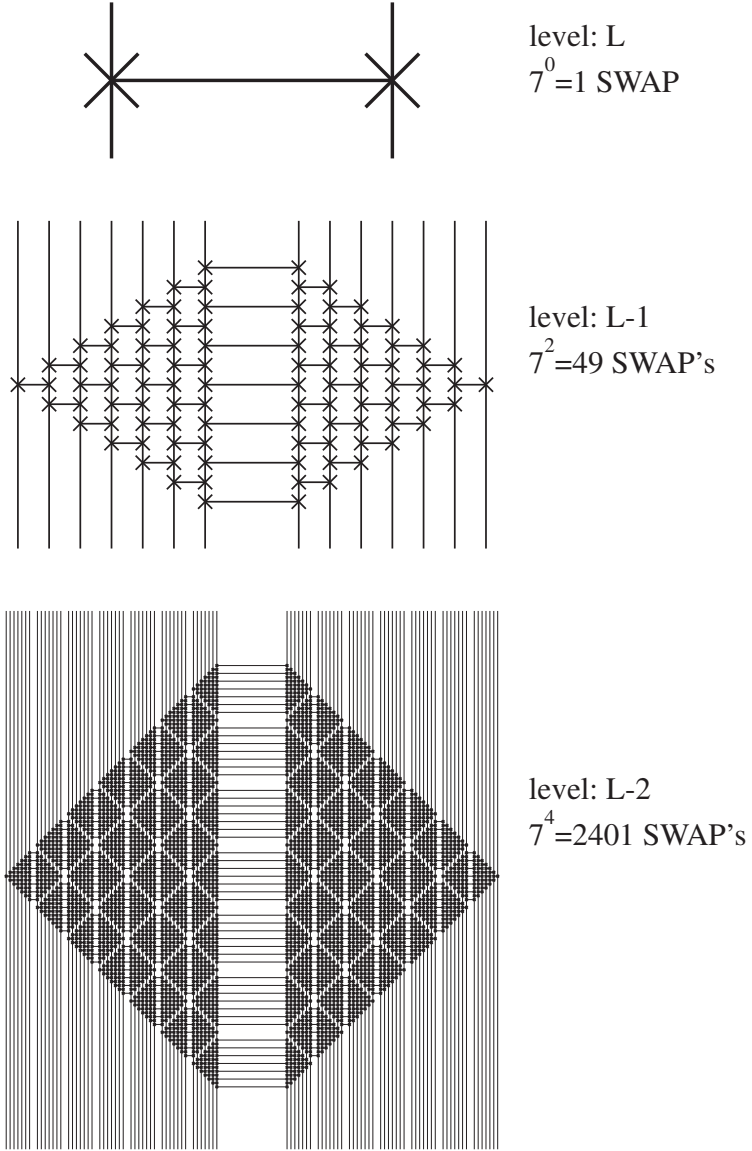 level: L
7^0=1 SWAP
level: L-1
7^2=49 SWAP's
level: L-2
7^4=2401 SWAP's